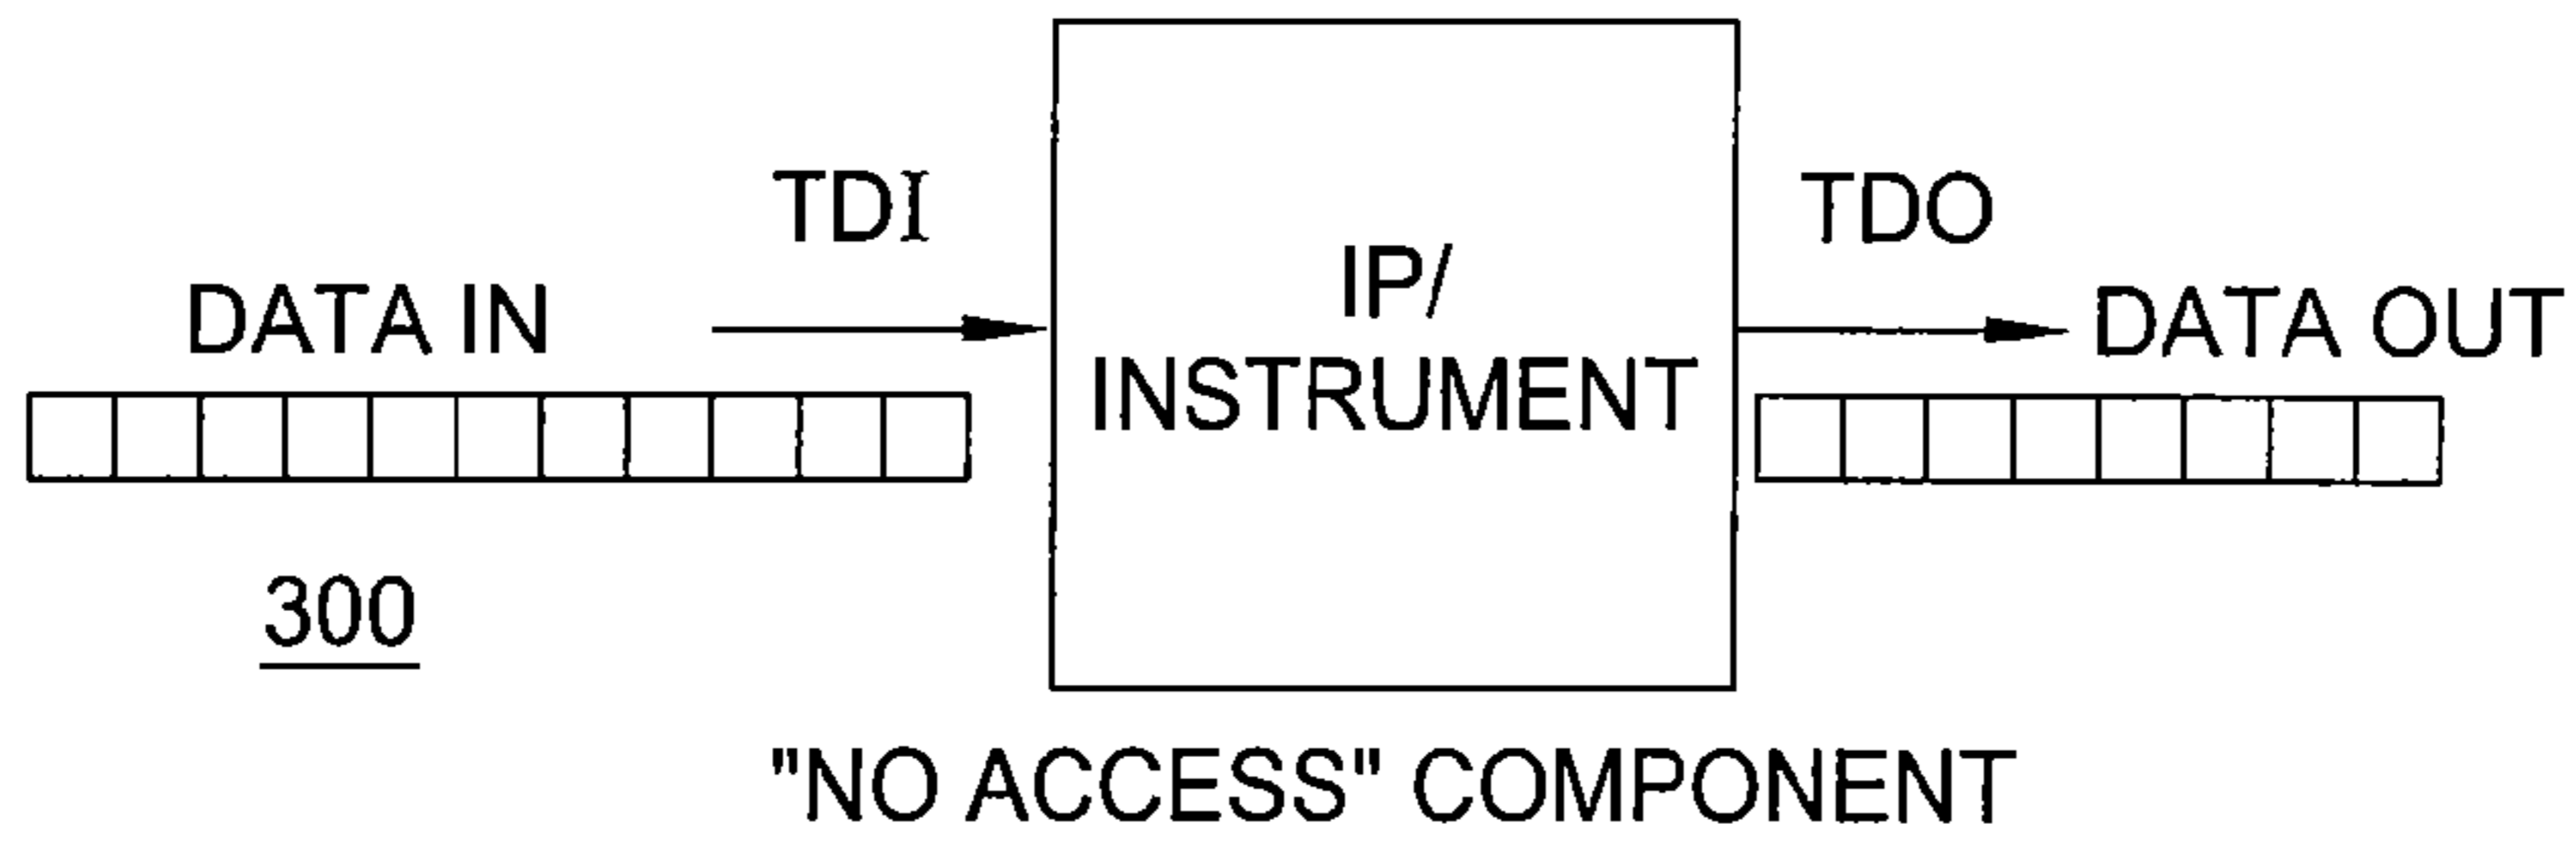 TDI
TDO
DATA IN
IP/
INSTRUMENT
DATA OUT
300
"NO ACCESS" COMPONENT